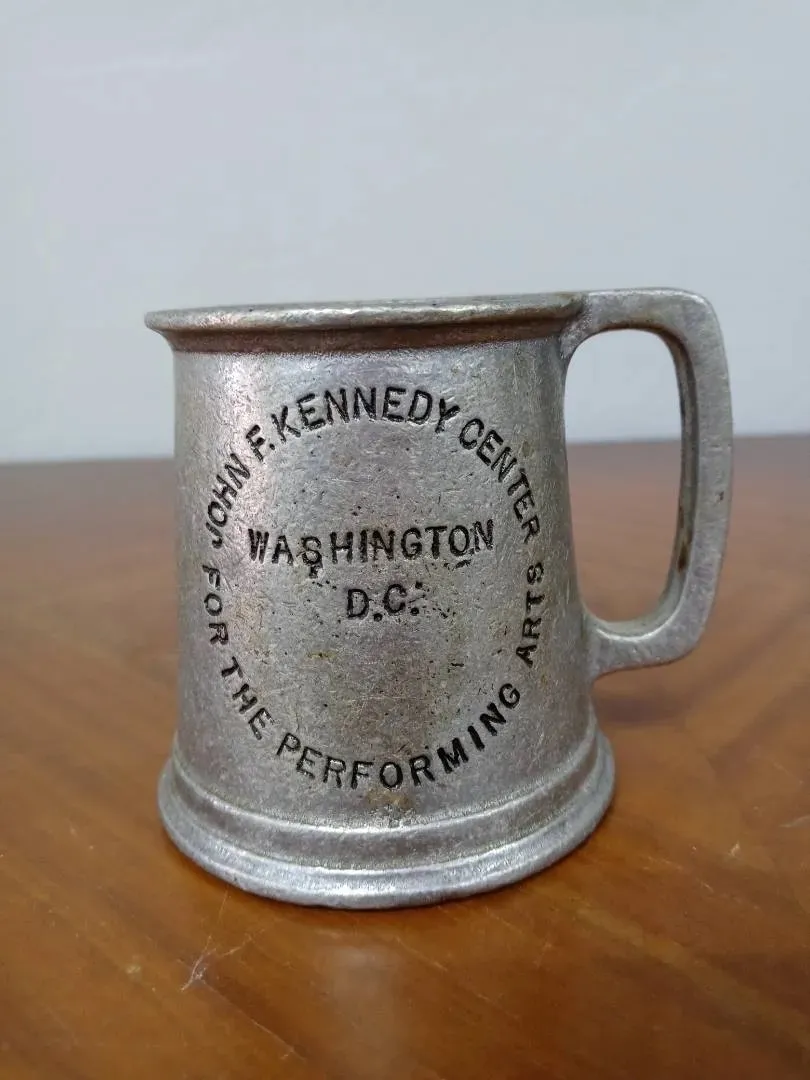 JOHN F. KENNEDY CENTER
FOR THE PERFORMING ARTS
WASHINGTON
D.C.